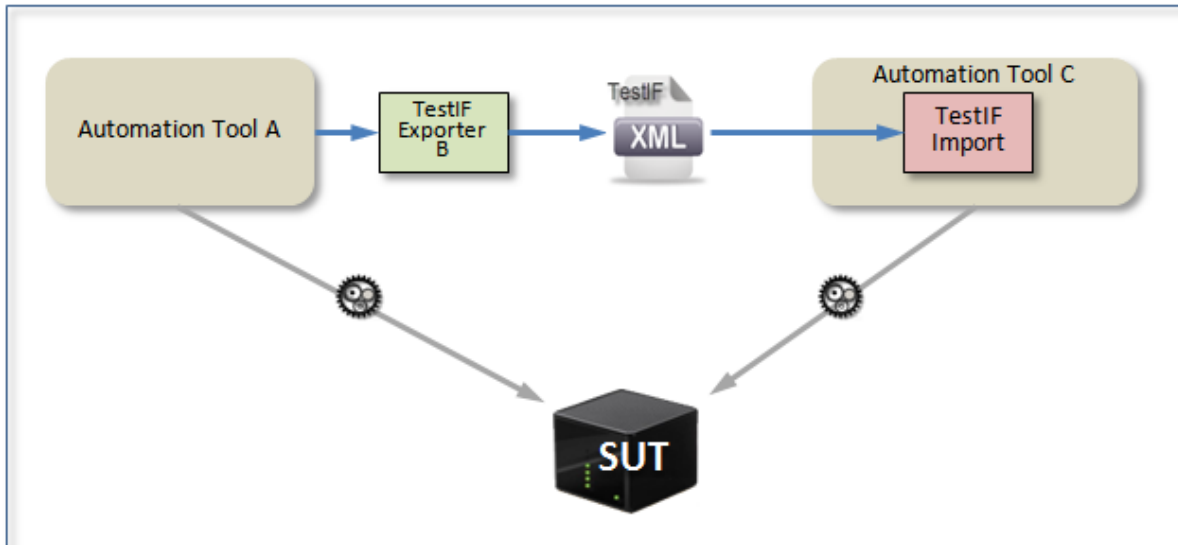 Automation Tool A
TestIF
Exporter
B
TestIF
XML
Automation Tool C
TestIF
Import
SUT